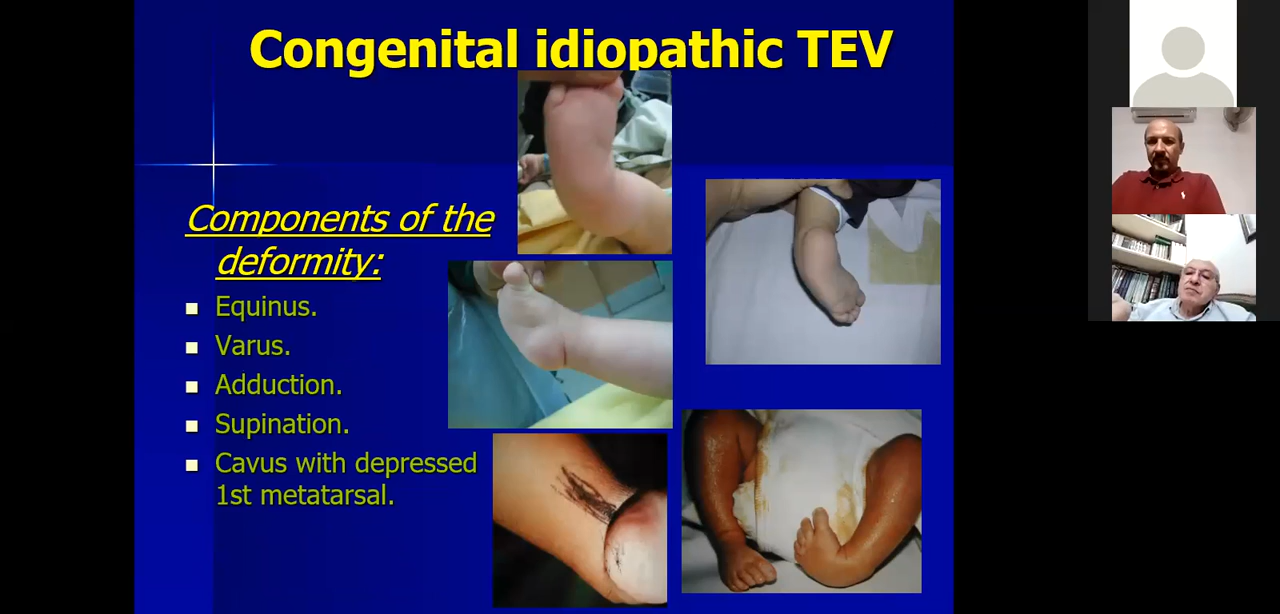 Congenital idiopathic TEV
Components of the
deformity:
Equinus.
Varus.
Adduction.
Supination.
Cavus with depressed
1st metatarsal.